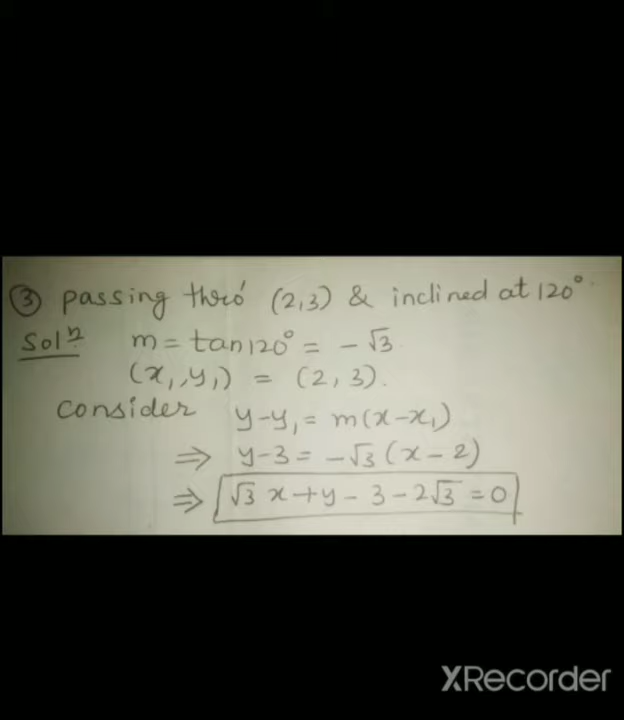 ③ passing thro' (2,3) & inclined at 120°.
Solⁿ m = tan120° = -√3.
(x₁,y₁) = (2,3).
consider y-y₁ = m(x-x₁)
⇒ y-3 = -√3(x-2)
⇒ √3 x+y-3-2√3 = 0
XRecorder